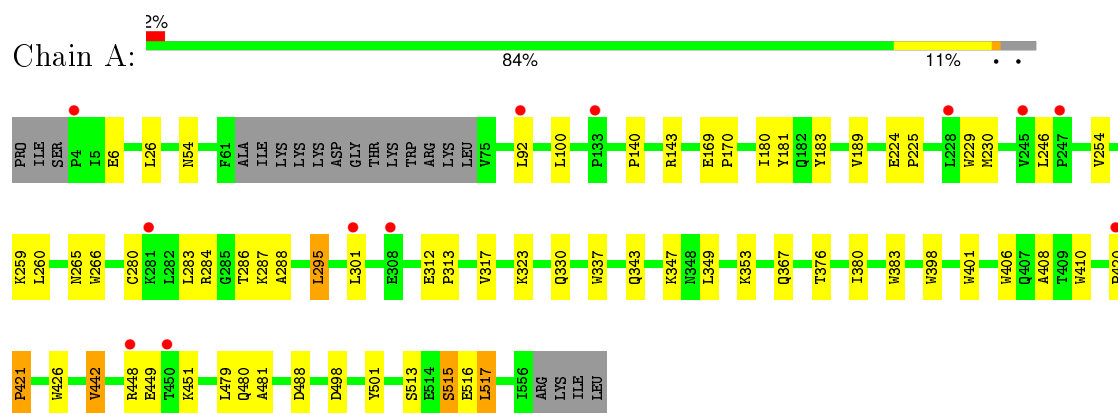 2%
Chain A:
84% 11% • •
PRO ILE SER P4 I5 E6 L26 N54 F61 ALA ILE LYS LYS LYS ASP GLY THR LYS TRP ARG LYS LEU V75 L92 L100 P133 P140 R143 E169 P170 I180 Y181 Q182 Y183 V189 E224 P225 L228 W229 M230 V245 L246 P247 V254
K259 L260 N265 W266 C280 K281 L282 L283 R284 G285 T286 K287 A288 L295 L301 E308 E312 P313 V317 K323 Q330 W337 Q343 K347 N348 L349 K353 Q367 T376 I380 W383 W398 W401 W406 Q407 A408 T409 W410 P420
P421 W426 V442 R448 E449 T450 K451 L479 Q480 A481 D488 D498 Y501 S513 E514 S515 E516 L517 I556 ARG LYS ILE LEU